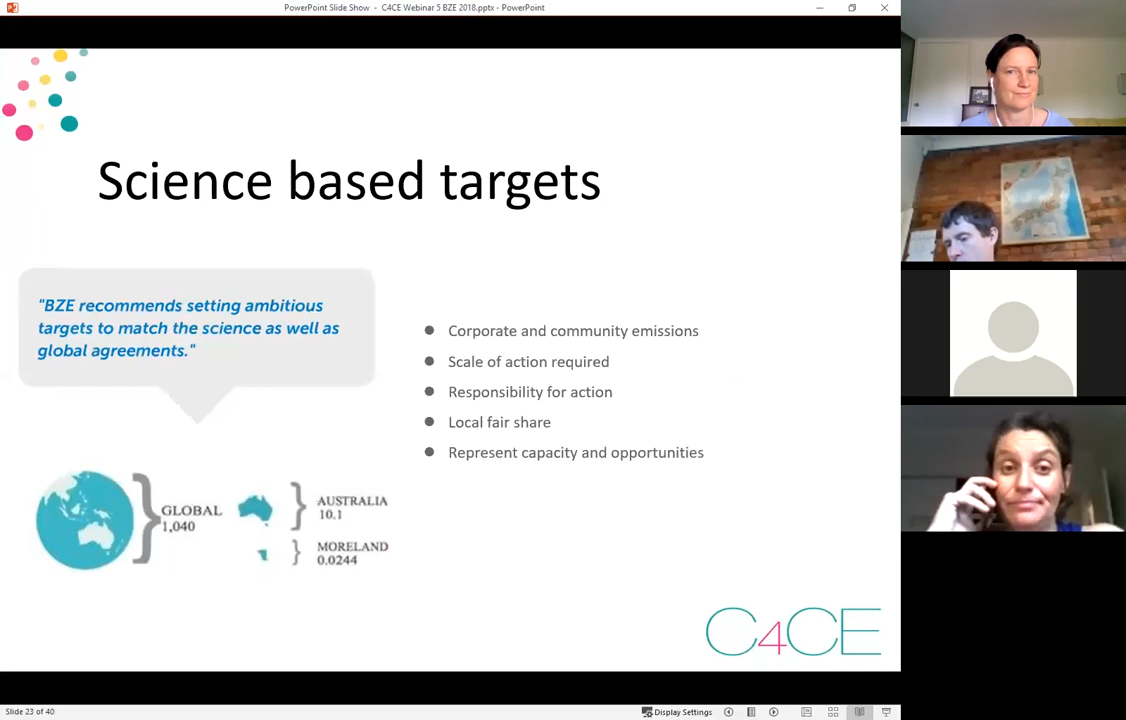 PowerPoint Slide Show - C4CE Webinar 5 BZE 2018.pptx - PowerPoint
Science based targets
"BZE recommends setting ambitious
targets to match the science as well as
global agreements."
● Corporate and community emissions
● Scale of action required
● Responsibility for action
● Local fair share
● Represent capacity and opportunities
GLOBAL
1,040
AUSTRALIA
10.1
MORELAND
0.0244
C4CE
Slide 23 of 40
Display Settings